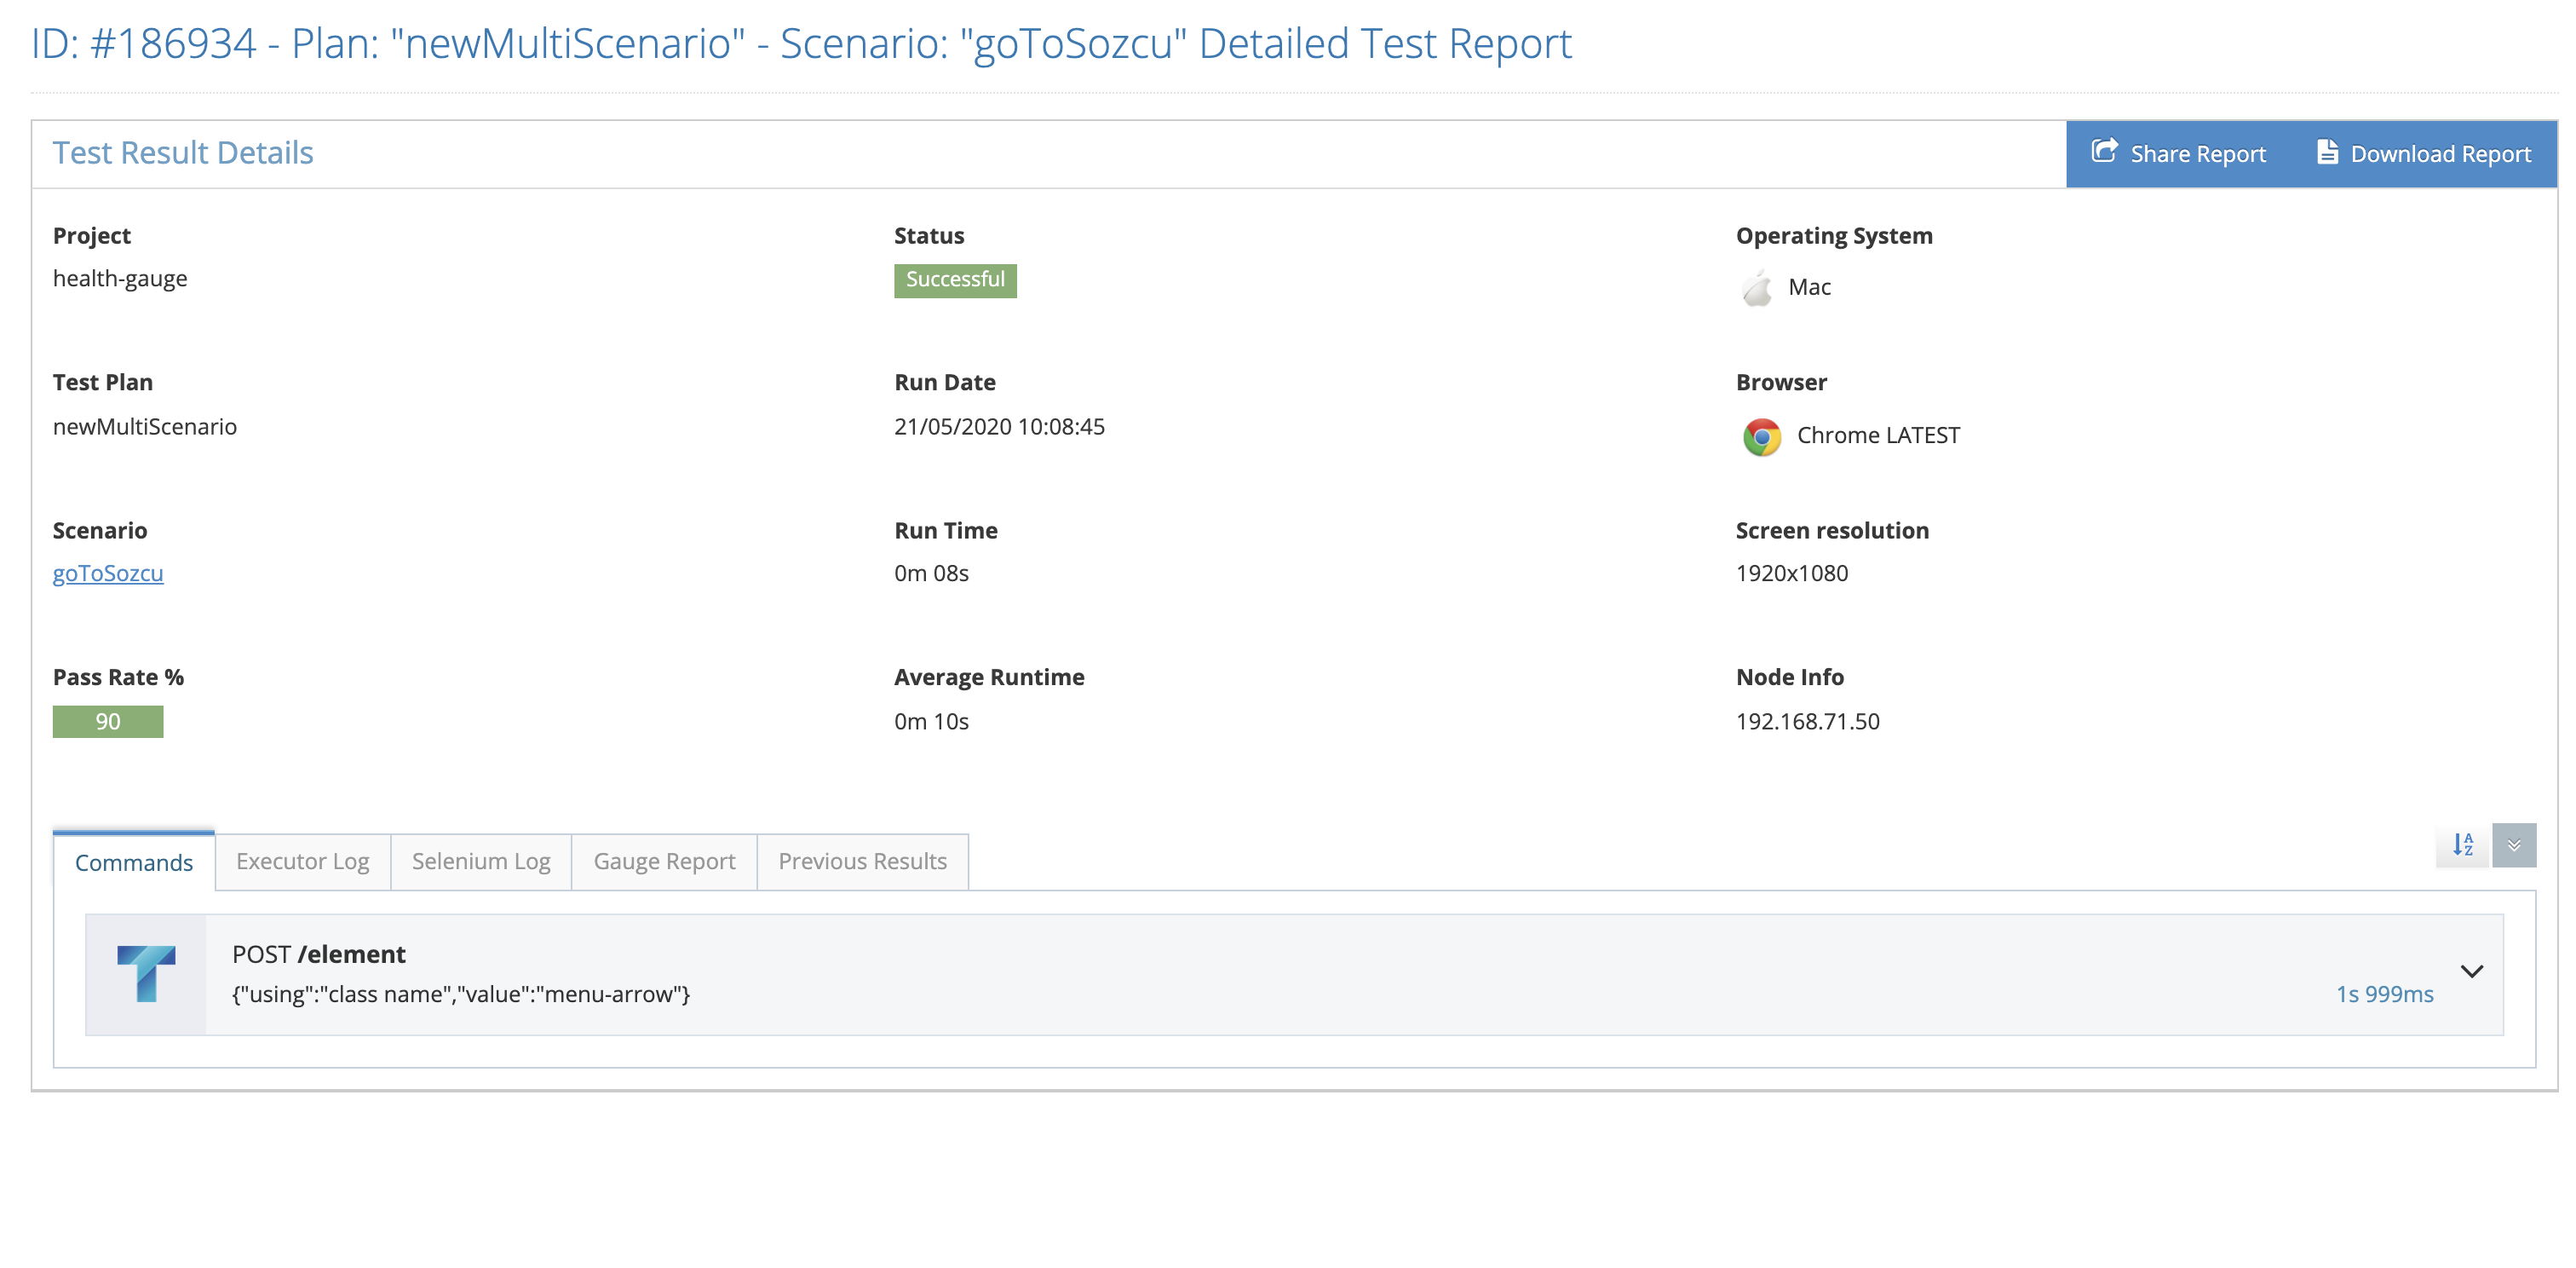 ID: #186934 - Plan: "newMultiScenario" - Scenario: "goToSozcu" Detailed Test Report
Test Result Details
Share Report
Download Report
Project
Status
Operating System
health-gauge
Successful
Mac
Test Plan
Run Date
Browser
newMultiScenario
21/05/2020 10:08:45
Chrome LATEST
Scenario
Run Time
Screen resolution
goToSozcu
0m 08s
1920x1080
Pass Rate %
Average Runtime
Node Info
90
0m 10s
192.168.71.50
Commands
Executor Log
Selenium Log
Gauge Report
Previous Results
POST /element
{"using":"class name","value":"menu-arrow"}
1s 999ms